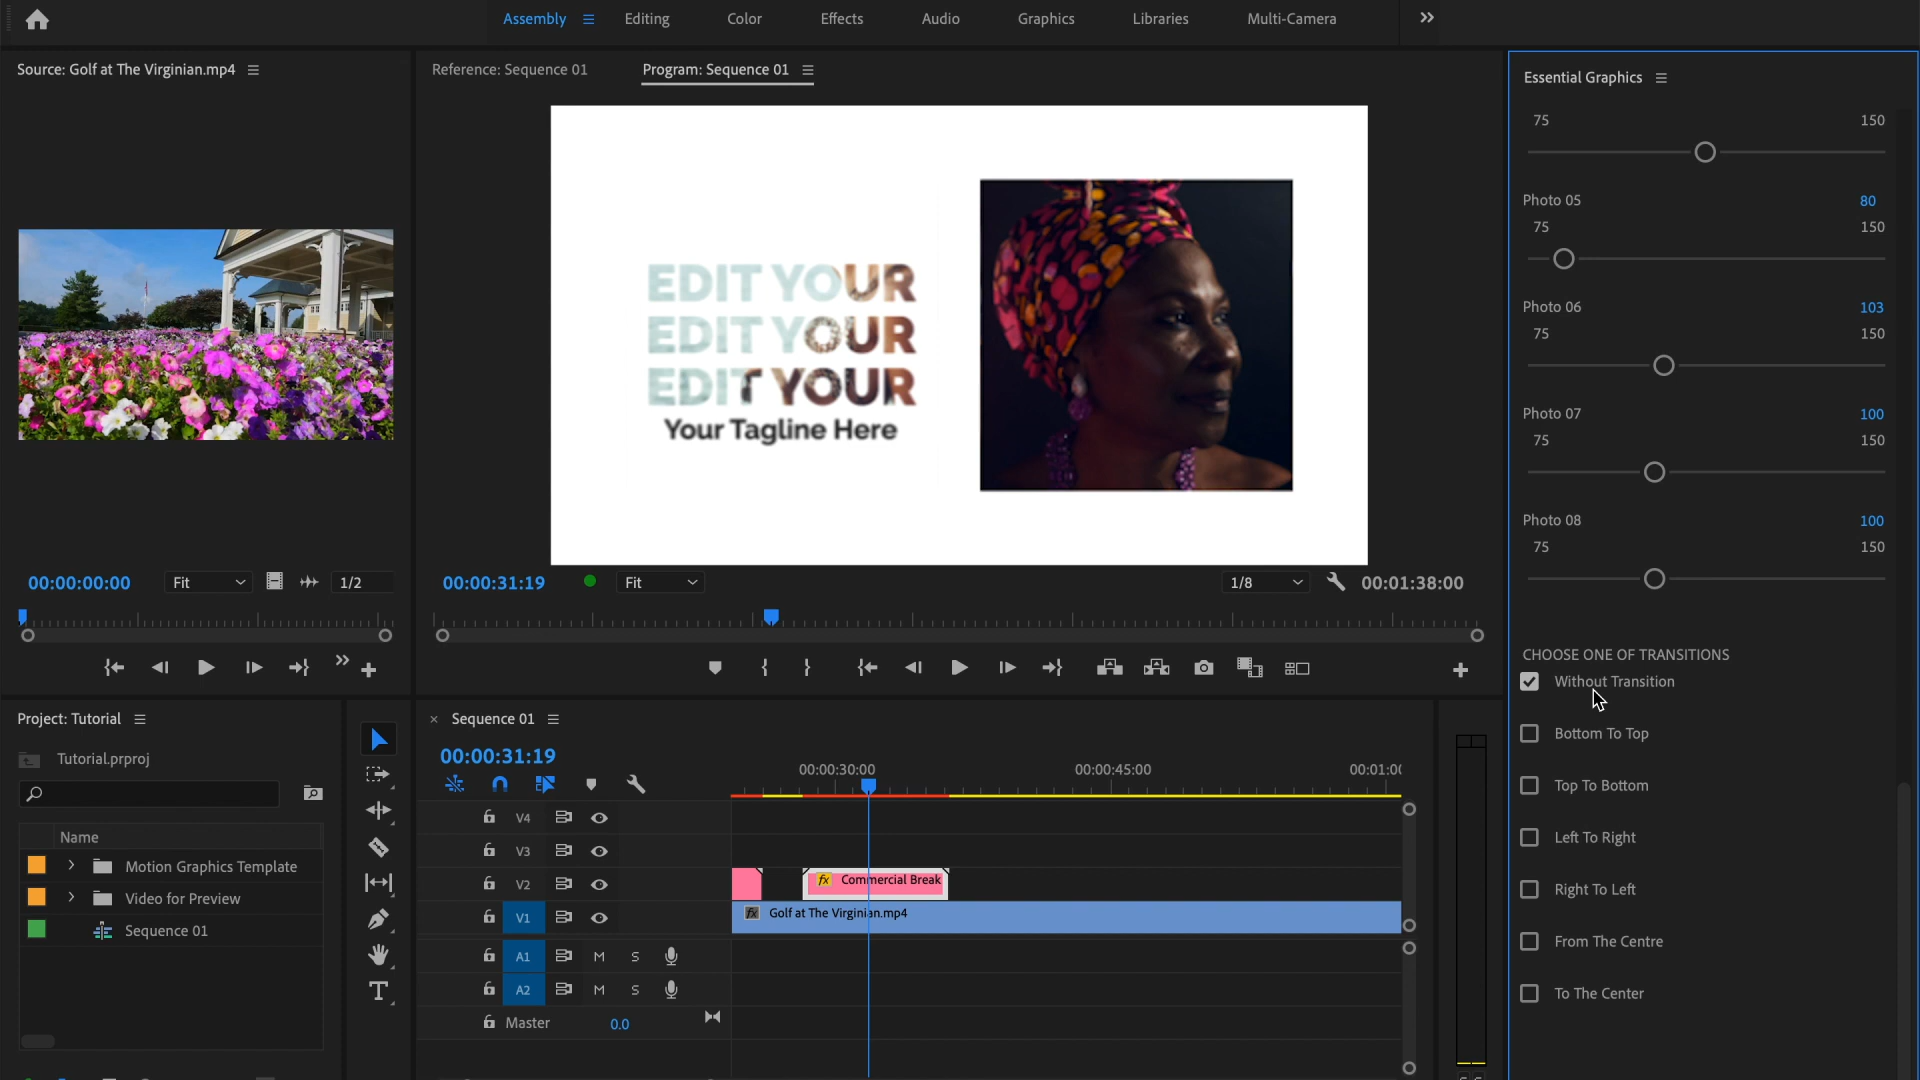 Assembly Editing Color Effects Audio Graphics Libraries Multi-Camera
Source: Golf at The Virginian.mp4
Reference: Sequence 01 Program: Sequence 01
EDIT YOUR
EDIT YOUR
EDIT YOUR
Your Tagline Here
00:00:00:00 Fit 1/2
00:00:31:19 Fit 1/8 00:01:38:00
Essential Graphics
75 150
Photo 05 80
75 150
Photo 06 103
75 150
Photo 07 100
75 150
Photo 08 100
75 150
CHOOSE ONE OF TRANSITIONS
Without Transition
Bottom To Top
Top To Bottom
Left To Right
Right To Left
From The Centre
To The Center
Project: Tutorial
Tutorial.prproj
Name
Motion Graphics Template
Video for Preview
Sequence 01
Sequence 01
00:00:31:19
00:00:30:00 00:00:45:00 00:01:0
V4
V3
V2 fx Commercial Break
V1 fx Golf at The Virginian.mp4
A1 M S
A2 M S
Master 0.0